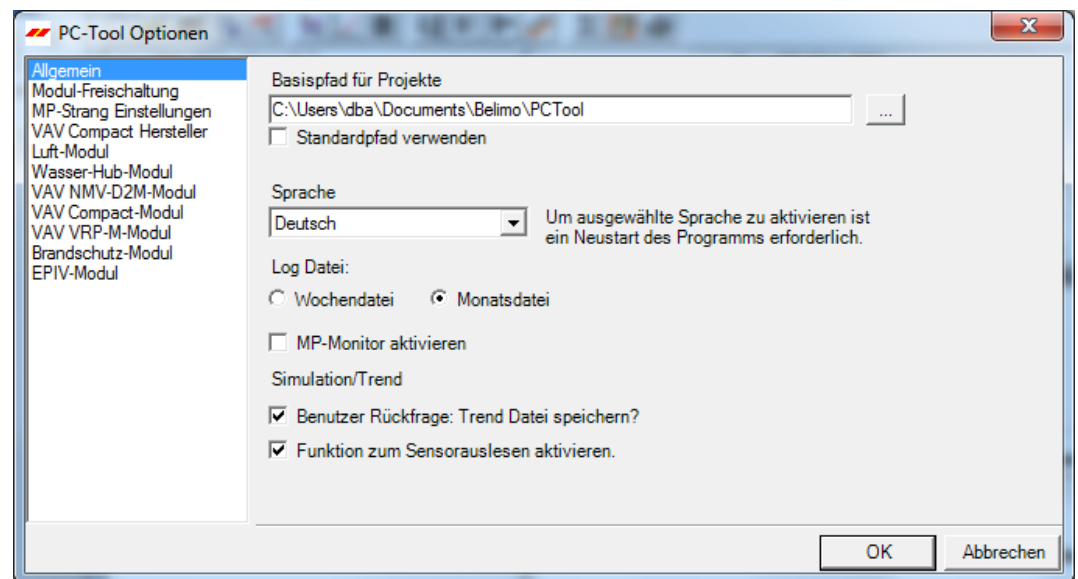 PC-Tool Optionen
Allgemein
Modul-Freischaltung
MP-Strang Einstellungen
VAV Compact Hersteller
Luft-Modul
Wasser-Hub-Modul
VAV NMV-D2M-Modul
VAV Compact-Modul
VAV VRP-M-Modul
Brandschutz-Modul
EPIV-Modul
Basispfad für Projekte
C:\Users\dba\Documents\Belimo\PCTool
...
Standardpfad verwenden
Sprache
Deutsch
Um ausgewählte Sprache zu aktivieren ist
ein Neustart des Programms erforderlich.
Log Datei:
Wochendatei Monatsdatei
MP-Monitor aktivieren
Simulation/Trend
Benutzer Rückfrage: Trend Datei speichern?
Funktion zum Sensorauslesen aktivieren.
OK Abbrechen